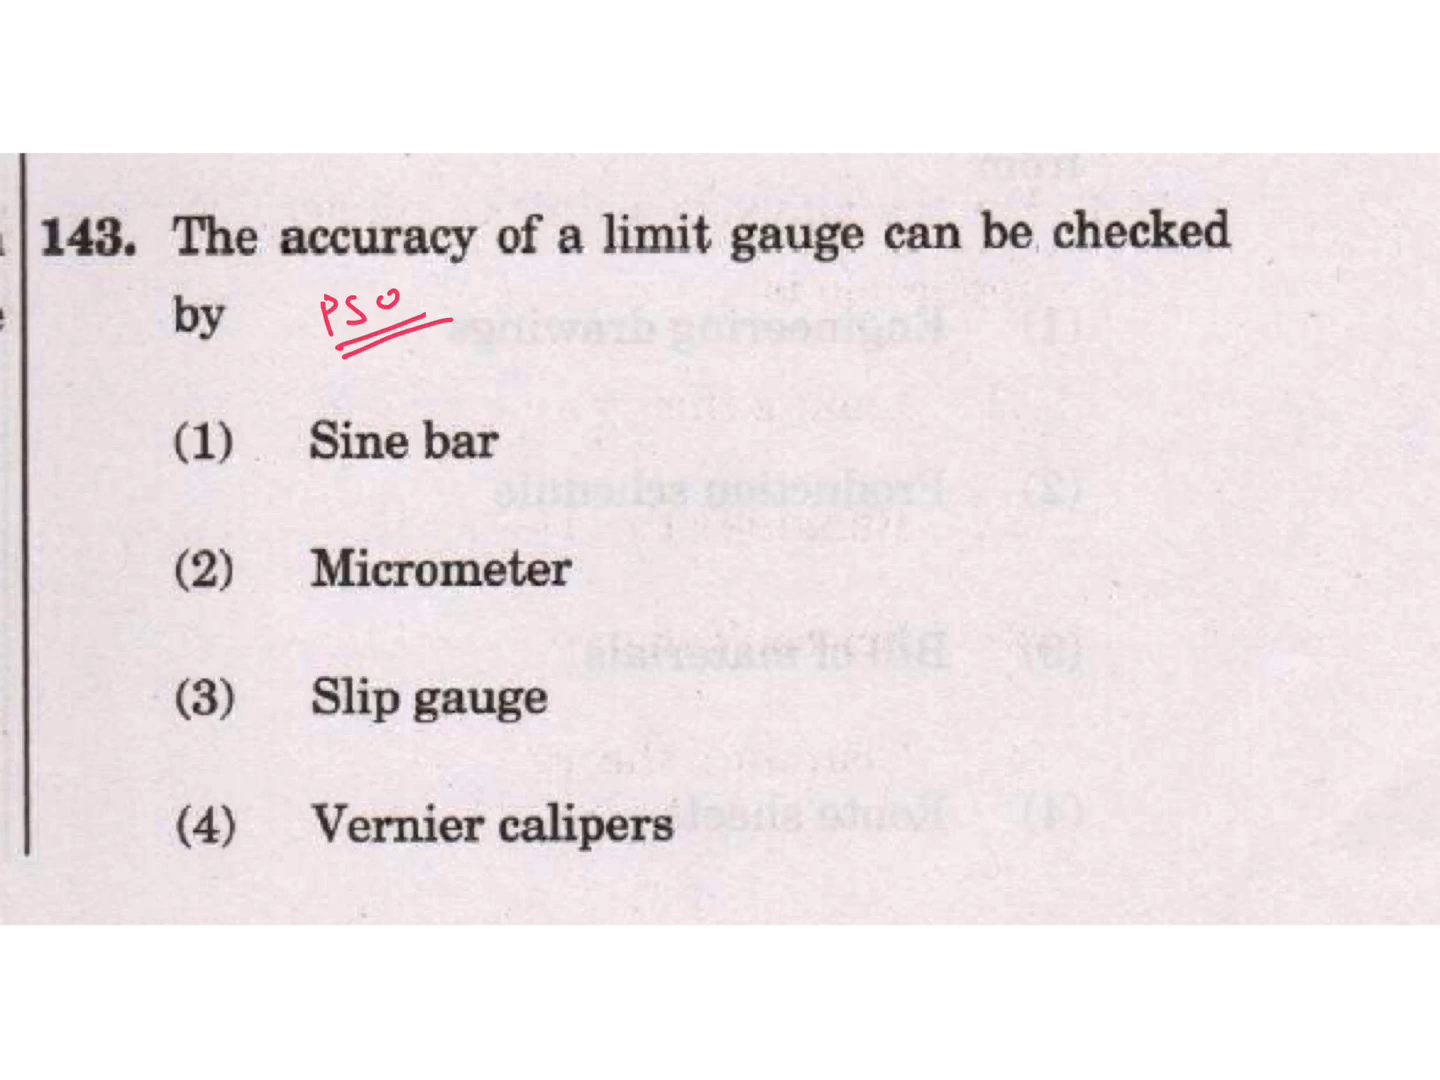 143. The accuracy of a limit gauge can be checked
by PSO
(1) Sine bar
(2) Micrometer
(3) Slip gauge
(4) Vernier calipers